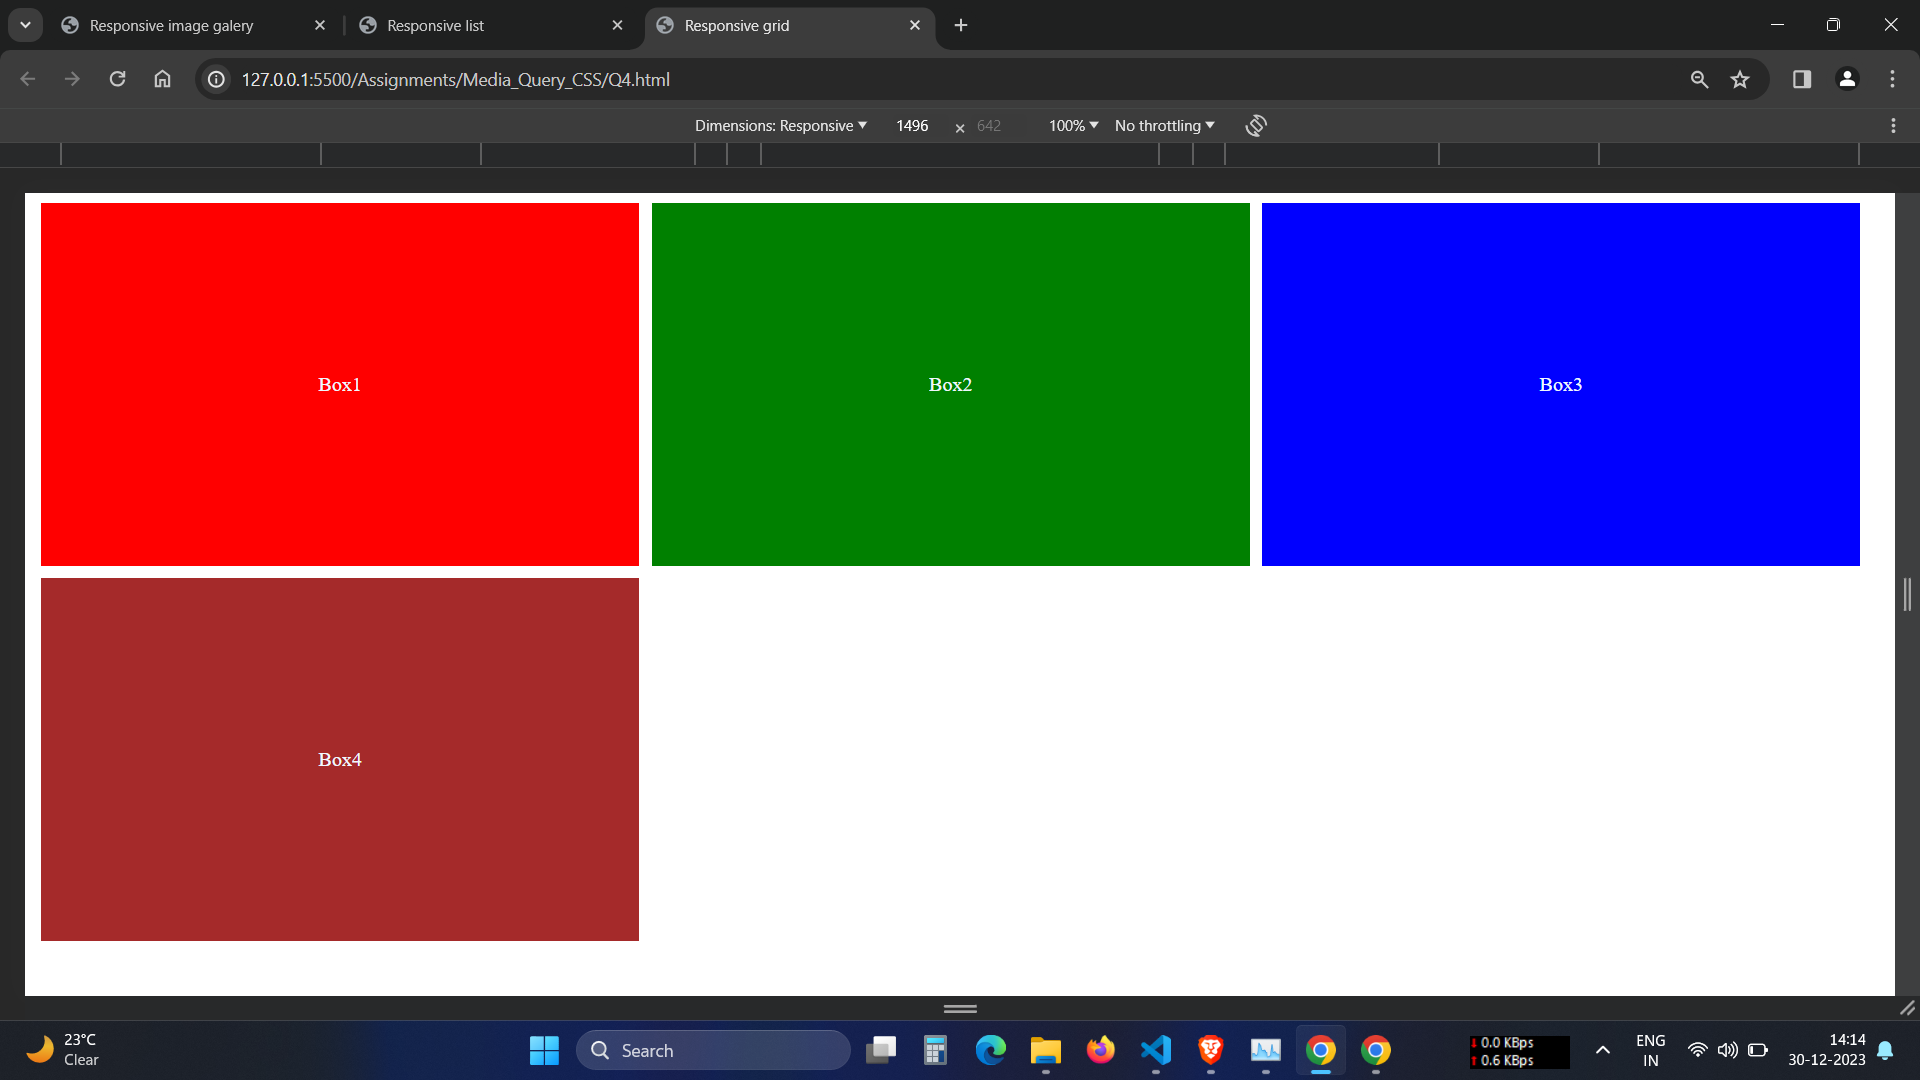 Responsive image galery
Responsive list
Responsive grid
127.0.0.1:5500/Assignments/Media_Query_CSS/Q4.html
Dimensions: Responsive 1496 × 642 100% No throttling
Box1
Box2
Box3
Box4
23°C
Clear
Search
0.0 KBps
0.6 KBps
ENG
IN
14:14
30-12-2023